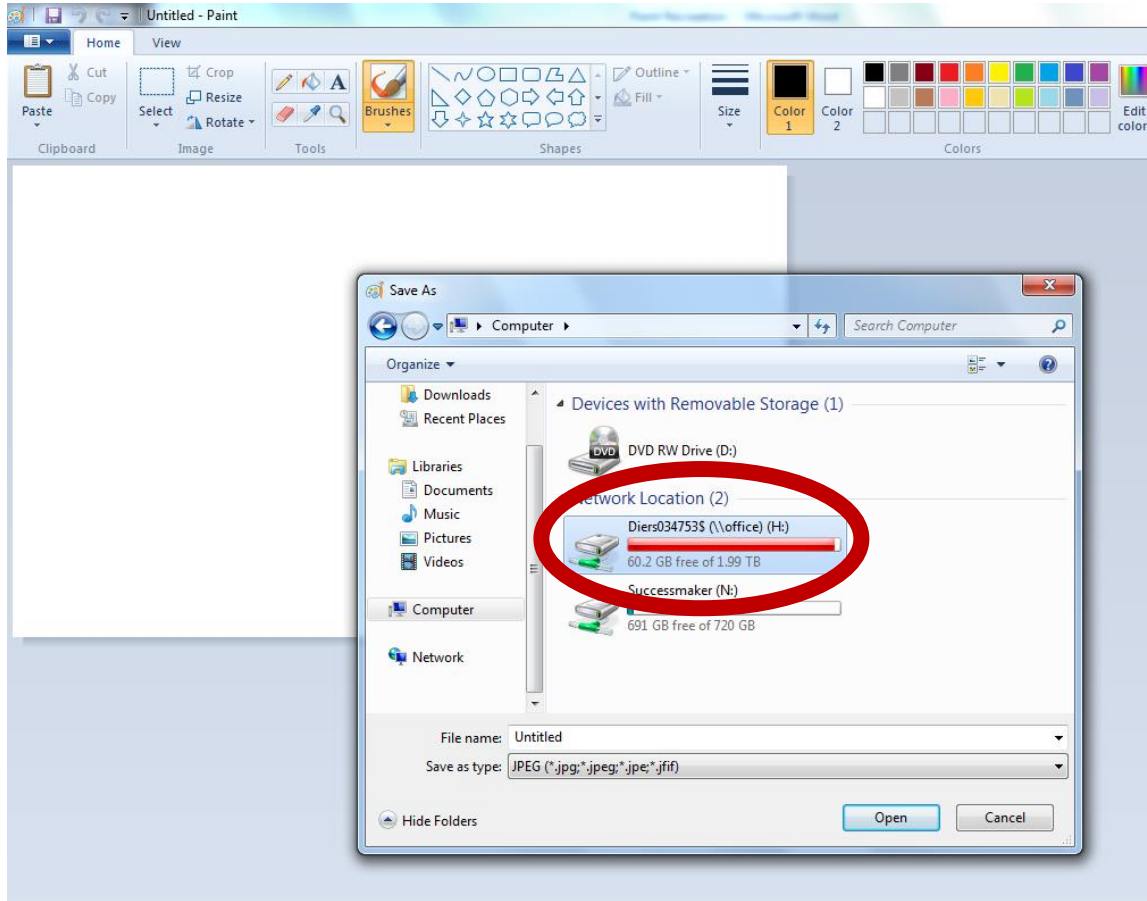 Untitled - Paint
Home View
Cut
Copy
Paste
Clipboard
Select
Crop
Resize
Rotate
Image
A
Tools
Brushes
Outline
Fill
Shapes
Size
Color 1
Color 2
Edit
color
Colors
Save As
Computer
Search Computer
Organize
Downloads
Recent Places
Libraries
Documents
Music
Pictures
Videos
Computer
Network
Devices with Removable Storage (1)
DVD
DVD RW Drive (D:)
Network Location (2)
Diers034753$ (\\office) (H:)
60.2 GB free of 1.99 TB
Successmaker (N:)
691 GB free of 720 GB
File name: Untitled
Save as type: JPEG (*.jpg;*.jpeg;*.jpe;*.jfif)
Hide Folders
Open Cancel